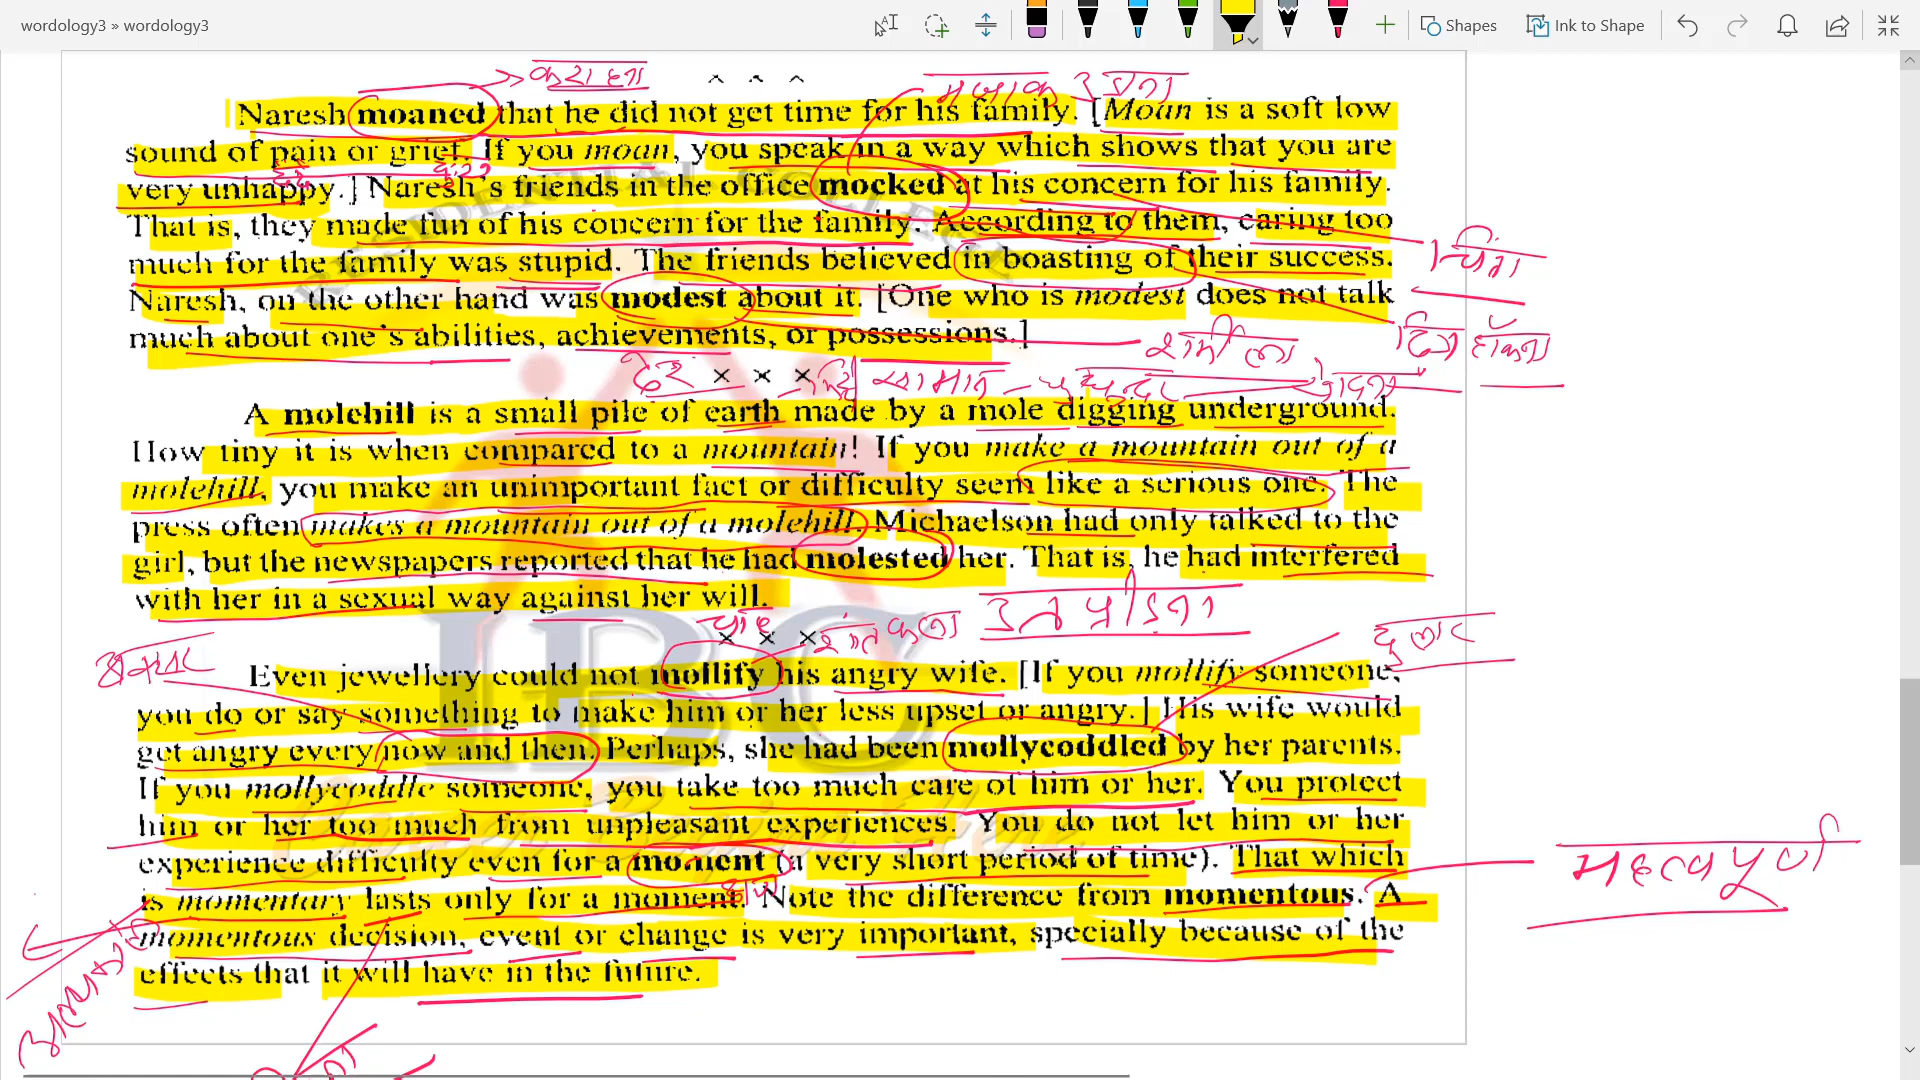 wordology3 » wordology3
Shapes
Ink to Shape
कराहना
मजाक उड़ाना
Naresh moaned that he did not get time for his family. [Moan is a soft low
sound of pain or grief. If you moan, you speak in a way which shows that you are
very unhappy.] Naresh's friends in the office mocked at his concern for his family.
That is, they made fun of his concern for the family. According to them, caring too
चिंता
much for the family was stupid. The friends believed in boasting of their success.
Naresh, on the other hand was modest about it. [One who is modest does not talk
much about one's abilities, achievements, or possessions.]
ढेर × × ×
A molehill is a small pile of earth made by a mole digging underground.
How tiny it is when compared to a mountain! If you make a mountain out of a
molehill, you make an unimportant fact or difficulty seem like a serious one. The
press often makes a mountain out of a molehill. Michaelson had only talked to the
girl, but the newspapers reported that he had molested her. That is, he had interfered
with her in a sexual way against her will.
उत्पीड़ना
× × × शांत करना
दुलार
अक्सर
Even jewellery could not mollify his angry wife. [If you mollify someone,
you do or say something to make him or her less upset or angry.] His wife would
get angry every now and then. Perhaps, she had been mollycoddled by her parents.
If you mollycoddle someone, you take too much care of him or her. You protect
him or her too much from unpleasant experiences. You do not let him or her
experience difficulty even for a moment (a very short period of time). That which
महत्वपूर्ण
is momentary lasts only for a moment. Note the difference from momentous. A
momentous decision, event or change is very important, specially because of the
effects that it will have in the future.
RESIDENTIAL COLLEGE
IBC